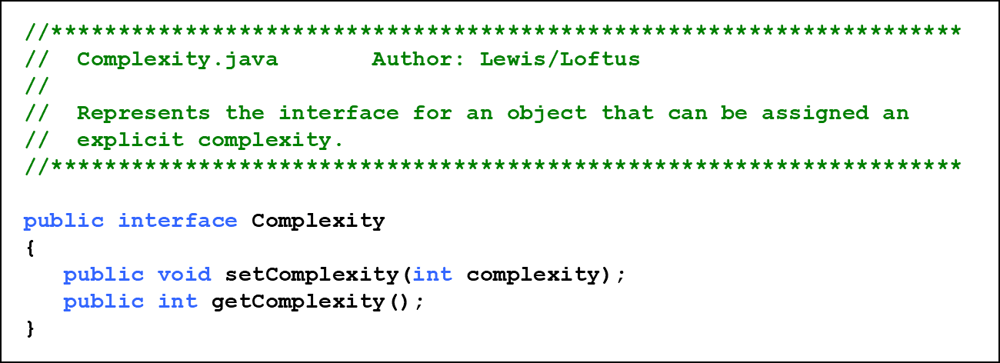 //********************************************************************
//  Complexity.java       Author: Lewis/Loftus
//
//  Represents the interface for an object that can be assigned an
//  explicit complexity.
//********************************************************************
public interface Complexity
{
   public void setComplexity(int complexity);
   public int getComplexity();
}